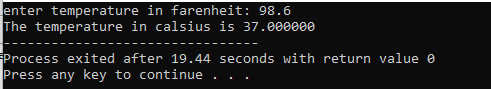 enter temperature in farenheit: 98.6
The temperature in calsius is 37.000000
--------------------------------
Process exited after 19.44 seconds with return value 0
Press any key to continue . . .